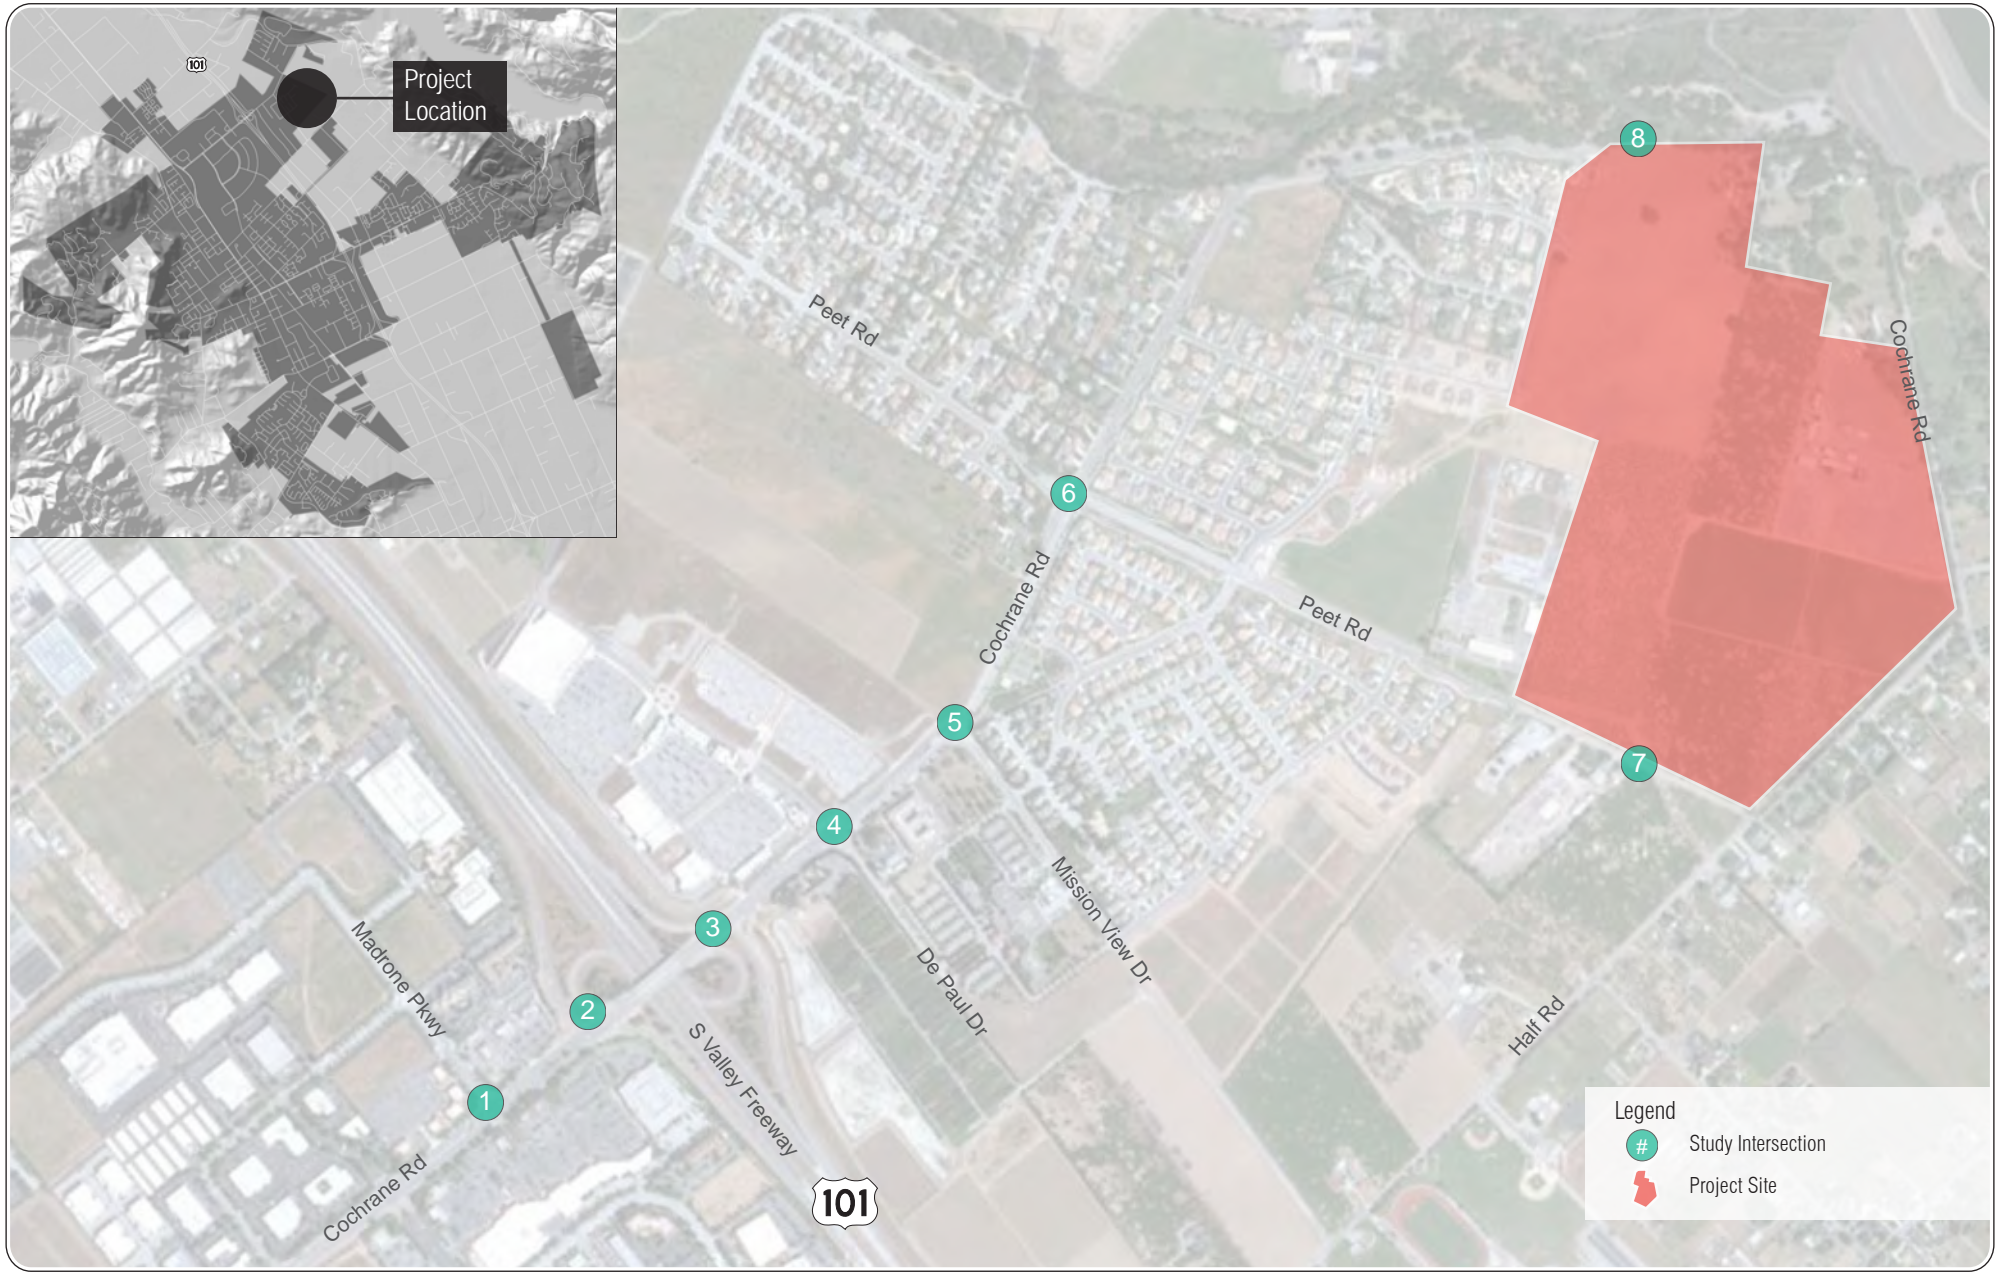 101
Project
Location
8
Peet Rd
Cochrane Rd
6
Cochrane Rd
Peet Rd
5
7
4
Mission View Dr
3
Madrone Pkwy
De Paul Dr
2
Half Rd
S Valley Freeway
1
Cochrane Rd
101
Legend
# Study Intersection
Project Site